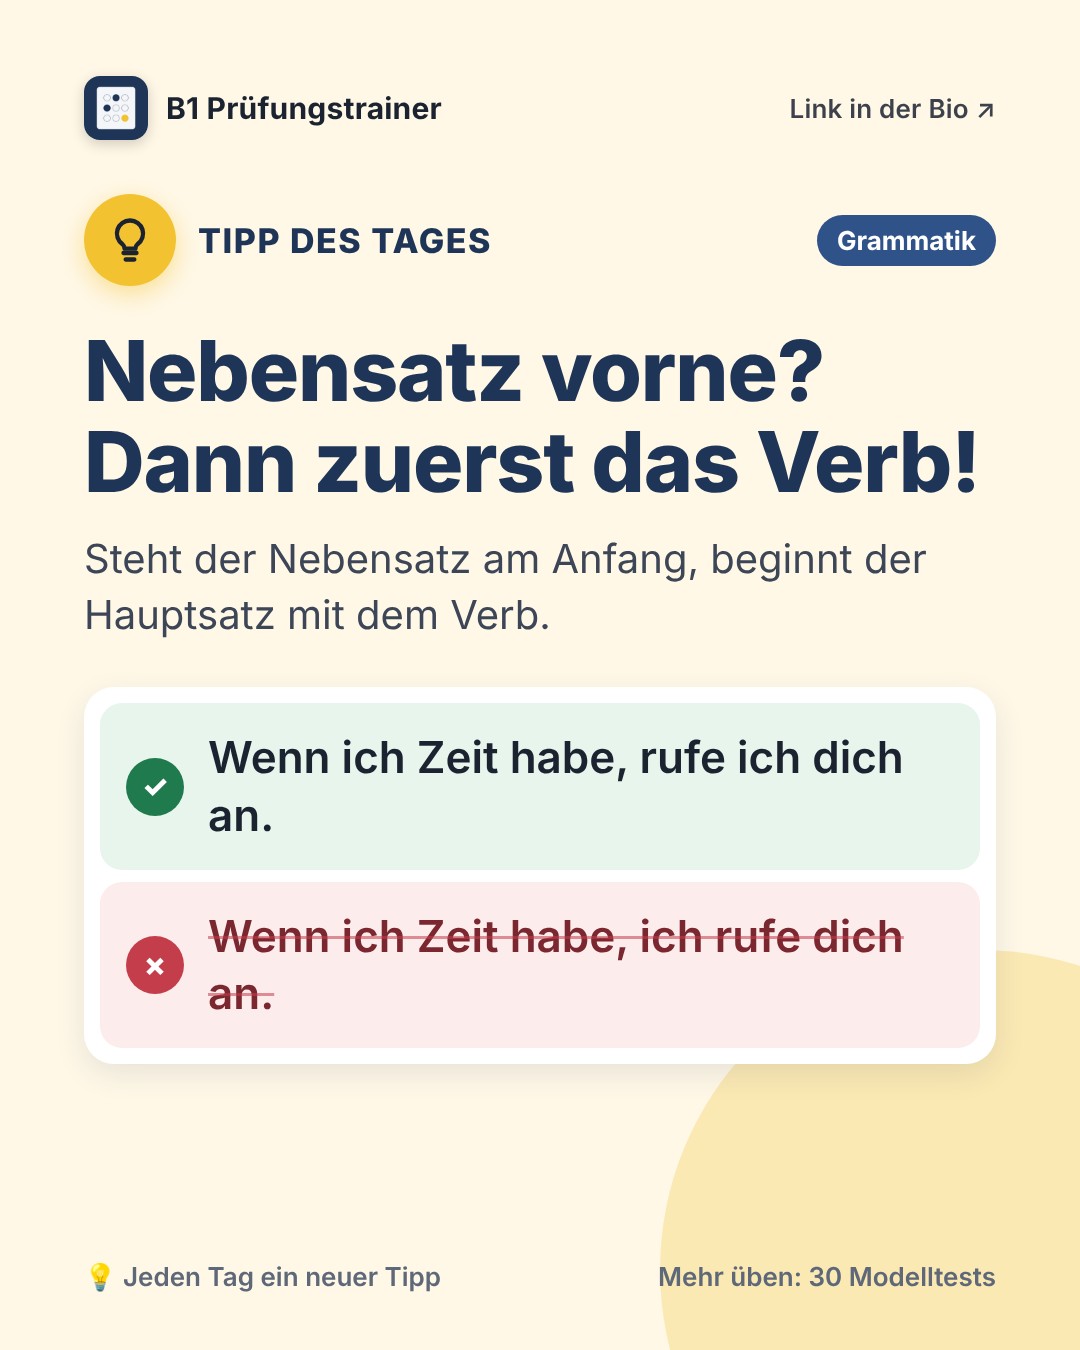 B1 Prüfungstrainer
Link in der Bio ↗
TIPP DES TAGES
Grammatik
Nebensatz vorne?
Dann zuerst das Verb!
Steht der Nebensatz am Anfang, beginnt der
Hauptsatz mit dem Verb.
Wenn ich Zeit habe, rufe ich dich
an.
Wenn ich Zeit habe, ich rufe dich
an.
💡 Jeden Tag ein neuer Tipp
Mehr üben: 30 Modelltests